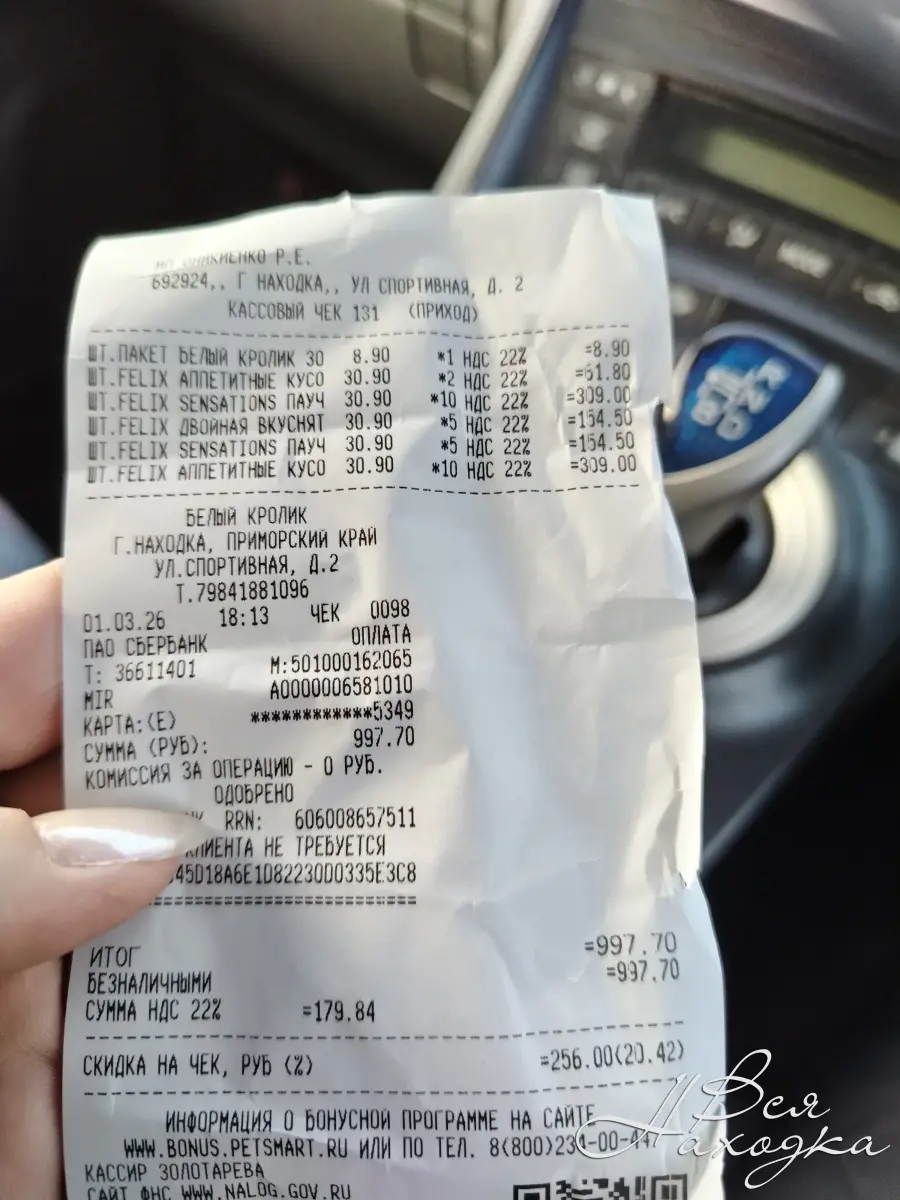 ИП ОНИКИЕНКО Р.Е.
692924,, Г НАХОДКА,, УЛ СПОРТИВНАЯ, Д. 2
КАССОВЫЙ ЧЕК 131 (ПРИХОД)
ШТ.ПАКЕТ БЕЛЫЙ КРОЛИК 30 8.90 *1 НДС 22% =8.90
ШТ.FELIX АППЕТИТНЫЕ КУСО 30.90 *2 НДС 22% =61.80
ШТ.FELIX SENSATIONS ПАУЧ 30.90 *10 НДС 22% =309.00
ШТ.FELIX ДВОЙНАЯ ВКУСНЯТ 30.90 *5 НДС 22% =154.50
ШТ.FELIX SENSATIONS ПАУЧ 30.90 *5 НДС 22% =154.50
ШТ.FELIX АППЕТИТНЫЕ КУСО 30.90 *10 НДС 22% =309.00
БЕЛЫЙ КРОЛИК
Г.НАХОДКА, ПРИМОРСКИЙ КРАЙ
УЛ.СПОРТИВНАЯ, Д.2
Т.79841881096
01.03.26 18:13 ЧЕК 0098
ПАО СБЕРБАНК ОПЛАТА
Т: 36611401 М:501000162065
MIR A0000006581010
КАРТА:(E) ************5349
СУММА (РУБ): 997.70
КОМИССИЯ ЗА ОПЕРАЦИЮ - 0 РУБ.
ОДОБРЕНО
RRN: 606008657511
КЛИЕНТА НЕ ТРЕБУЕТСЯ
45D18A6E1D82230D0335E3C8
ИТОГ =997.70
БЕЗНАЛИЧНЫМИ =997.70
СУММА НДС 22% =179.84
СКИДКА НА ЧЕК, РУБ (%) =256.00(20.42)
ИНФОРМАЦИЯ О БОНУСНОЙ ПРОГРАММЕ НА САЙТЕ
WWW.BONUS.PETSMART.RU ИЛИ ПО ТЕЛ. 8(800)234-00-47
КАССИР ЗОЛОТАРЕВА
САЙТ ФНС WWW.NALOG.GOV.RU
Вся Находка
MODE
R
N
D
B